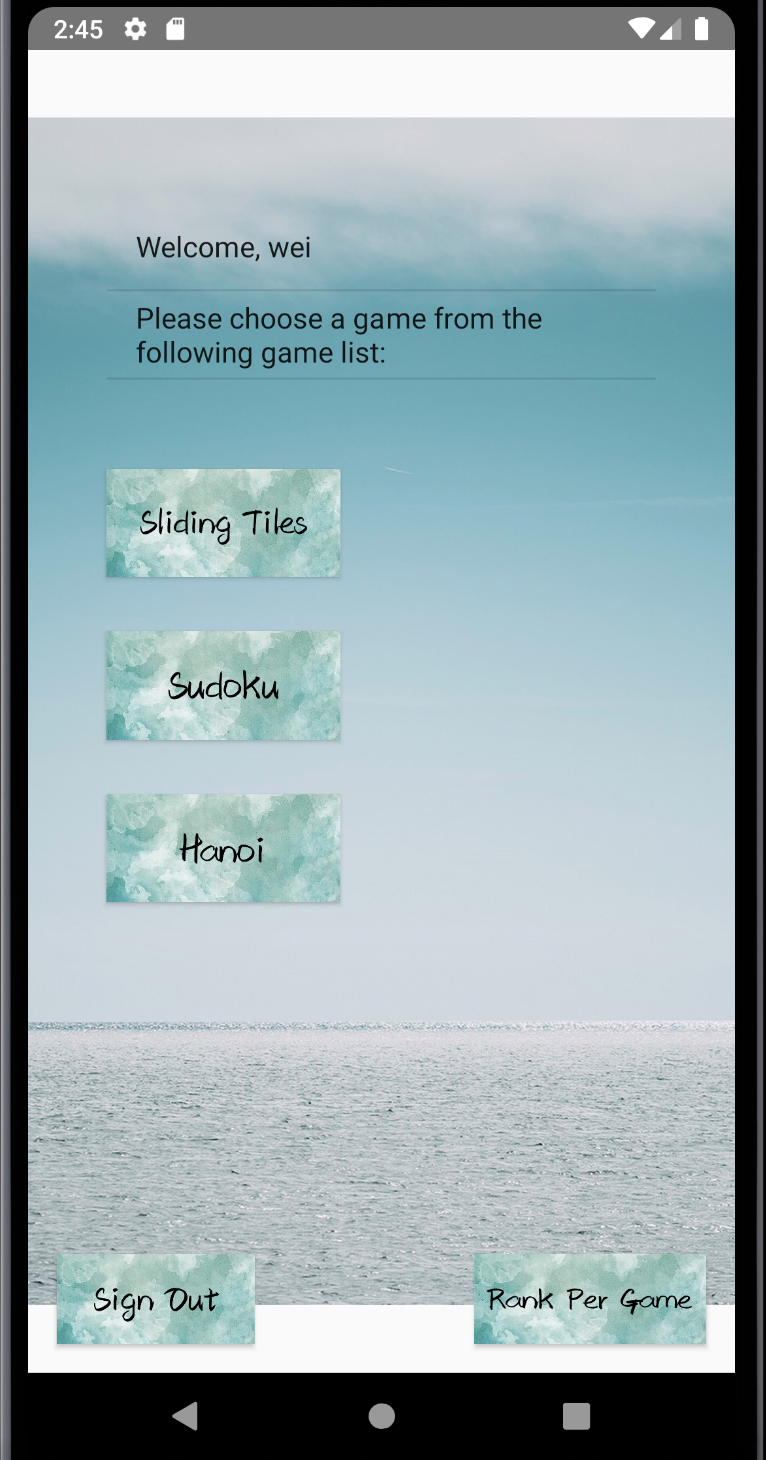 2:45
Welcome, wei
Please choose a game from the
following game list:
Sliding Tiles
Sudoku
Hanoi
Sign Out
Rank Per Game